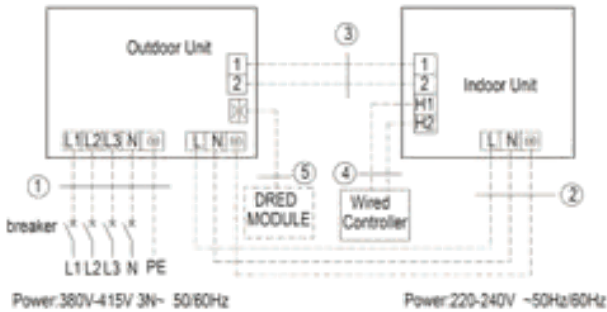 Outdoor Unit
1
2
L1 L2 L3 N
L N
3
1
2
H1
H2
Indoor Unit
L N
1
5
4
2
DRED
MODULE
Wired
Controller
breaker
L1 L2 L3 N PE
Power:380V-415V 3N~ 50/60Hz
Power:220-240V ~50Hz/60Hz